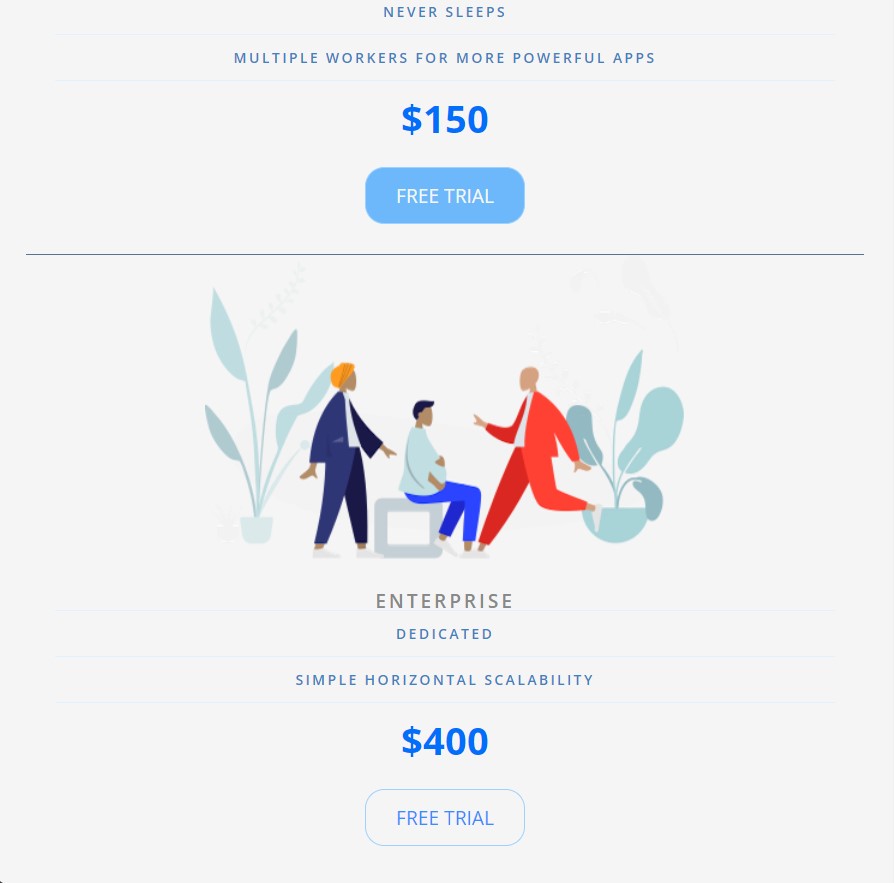 NEVER SLEEPS
MULTIPLE WORKERS FOR MORE POWERFUL APPS
$150
FREE TRIAL
ENTERPRISE
DEDICATED
SIMPLE HORIZONTAL SCALABILITY
$400
FREE TRIAL